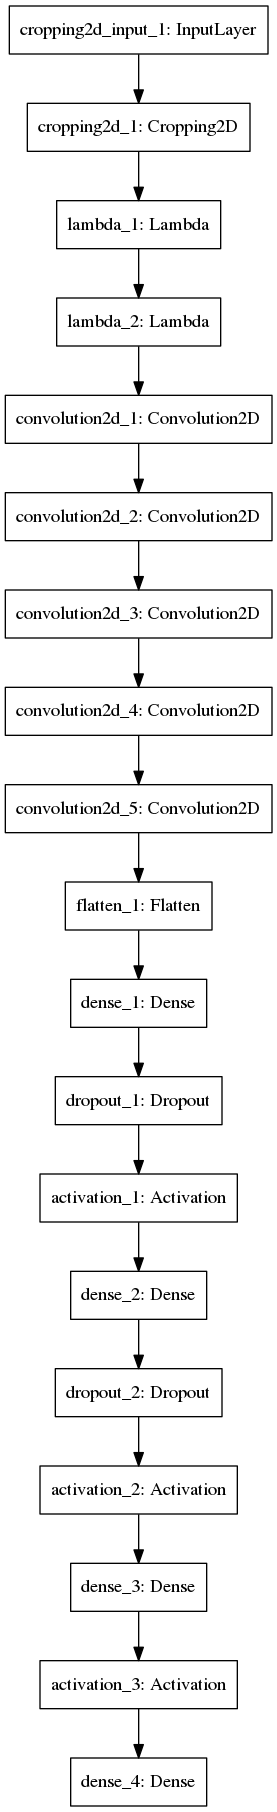 cropping2d_input_1: InputLayer
cropping2d_1: Cropping2D
lambda_1: Lambda
lambda_2: Lambda
convolution2d_1: Convolution2D
convolution2d_2: Convolution2D
convolution2d_3: Convolution2D
convolution2d_4: Convolution2D
convolution2d_5: Convolution2D
flatten_1: Flatten
dense_1: Dense
dropout_1: Dropout
activation_1: Activation
dense_2: Dense
dropout_2: Dropout
activation_2: Activation
dense_3: Dense
activation_3: Activation
dense_4: Dense